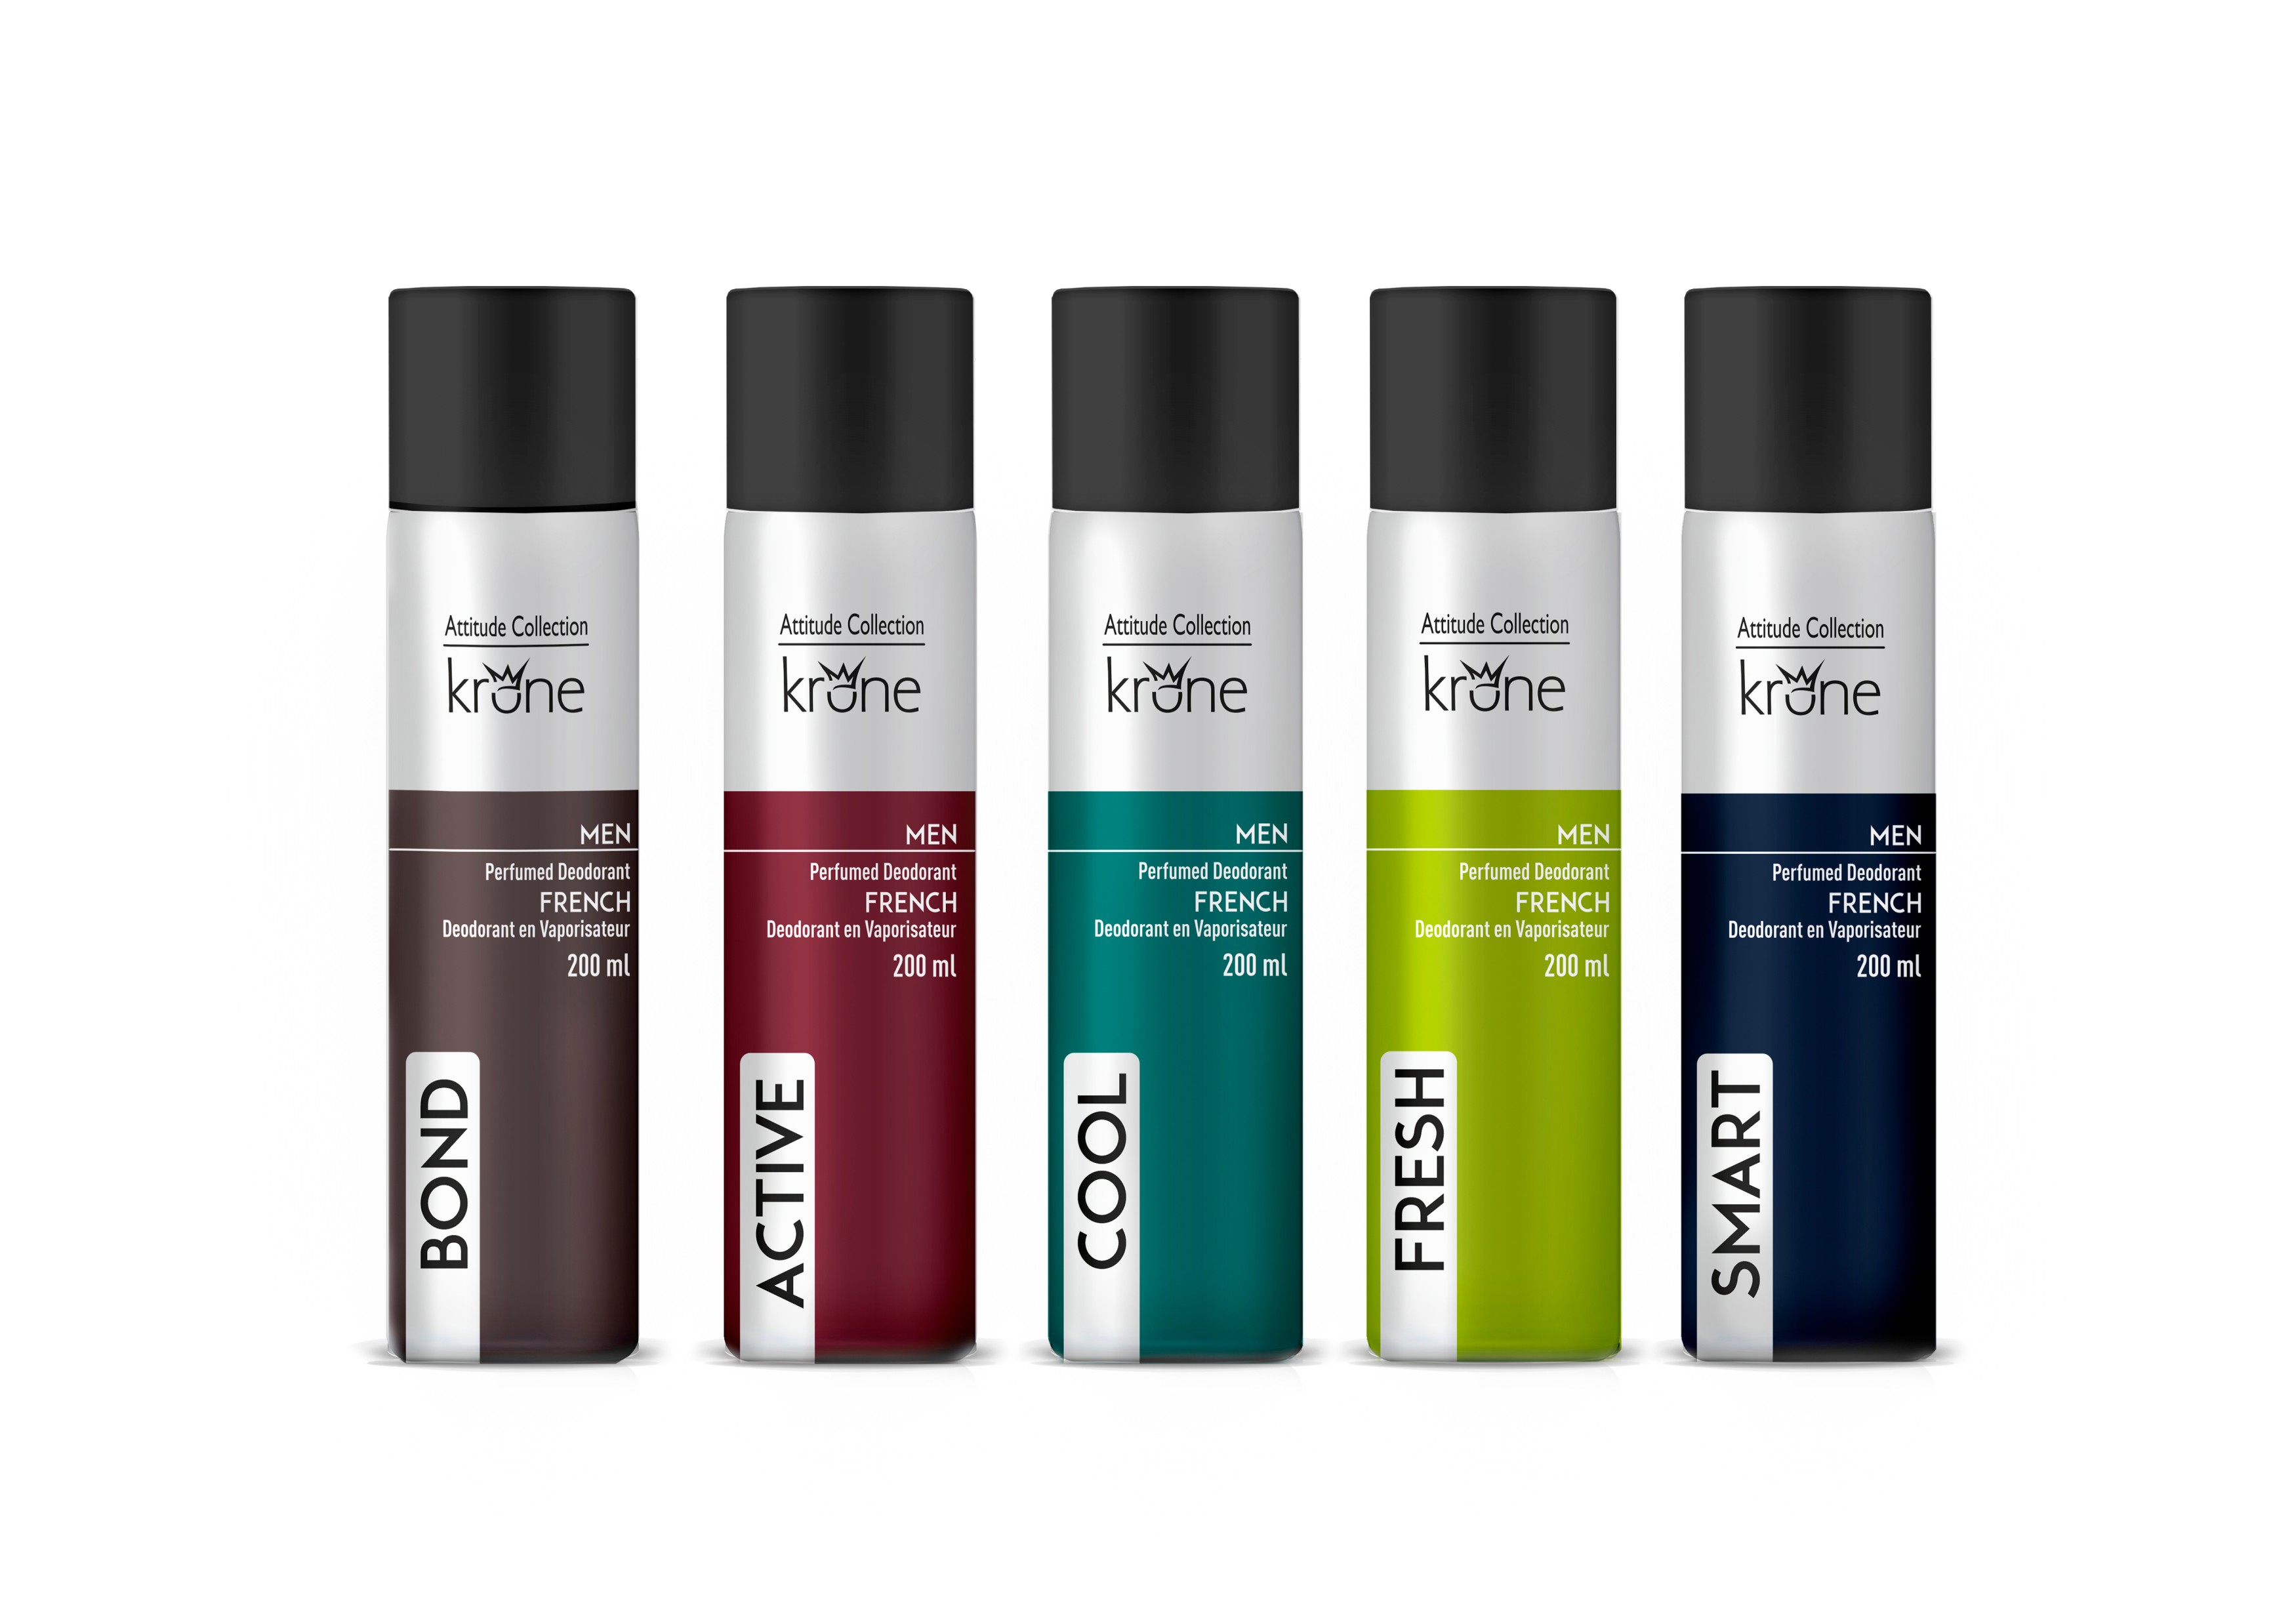 Attitude Collection
krone
MEN
Perfumed Deodorant
FRENCH
Deodorant en Vaporisateur
200 ml
BOND
Attitude Collection
krone
MEN
Perfumed Deodorant
FRENCH
Deodorant en Vaporisateur
200 ml
ACTIVE
Attitude Collection
krone
MEN
Perfumed Deodorant
FRENCH
Deodorant en Vaporisateur
200 ml
COOL
Attitude Collection
krone
MEN
Perfumed Deodorant
FRENCH
Deodorant en Vaporisateur
200 ml
FRESH
Attitude Collection
krone
MEN
Perfumed Deodorant
FRENCH
Deodorant en Vaporisateur
200 ml
SMART